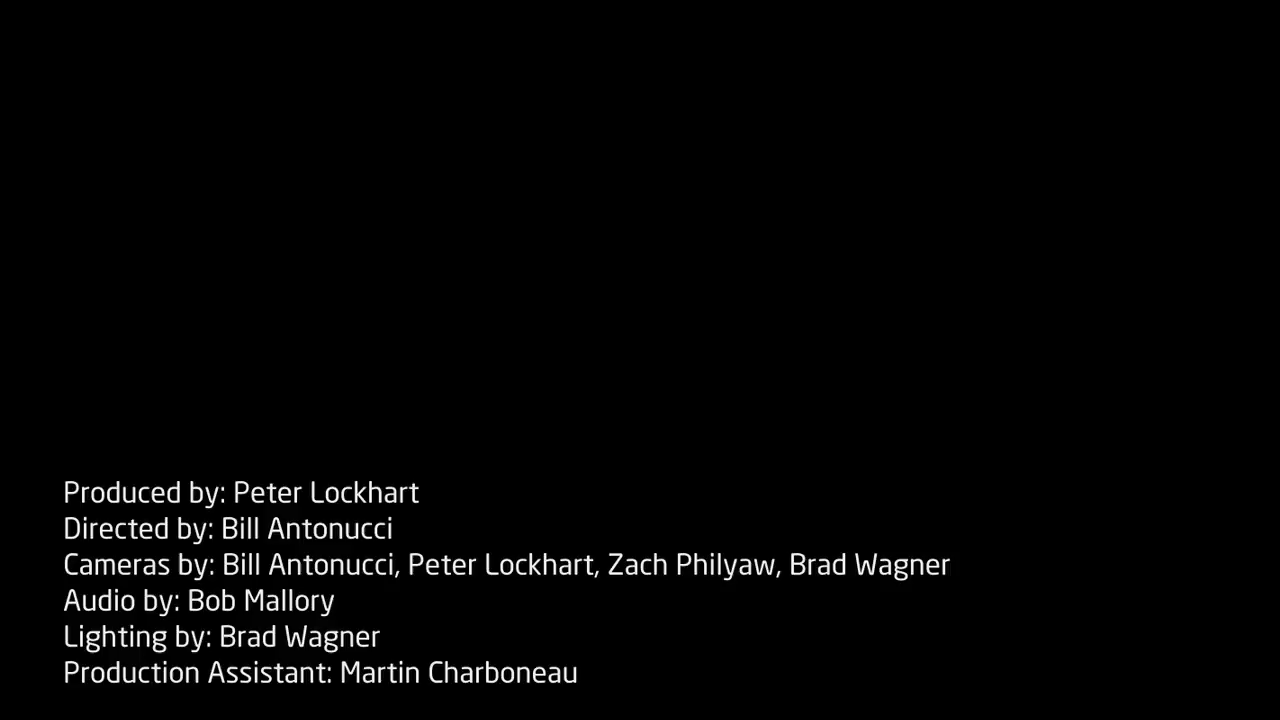 Produced by: Peter Lockhart
Directed by: Bill Antonucci
Cameras by: Bill Antonucci, Peter Lockhart, Zach Philyaw, Brad Wagner
Audio by: Bob Mallory
Lighting by: Brad Wagner
Production Assistant: Martin Charboneau